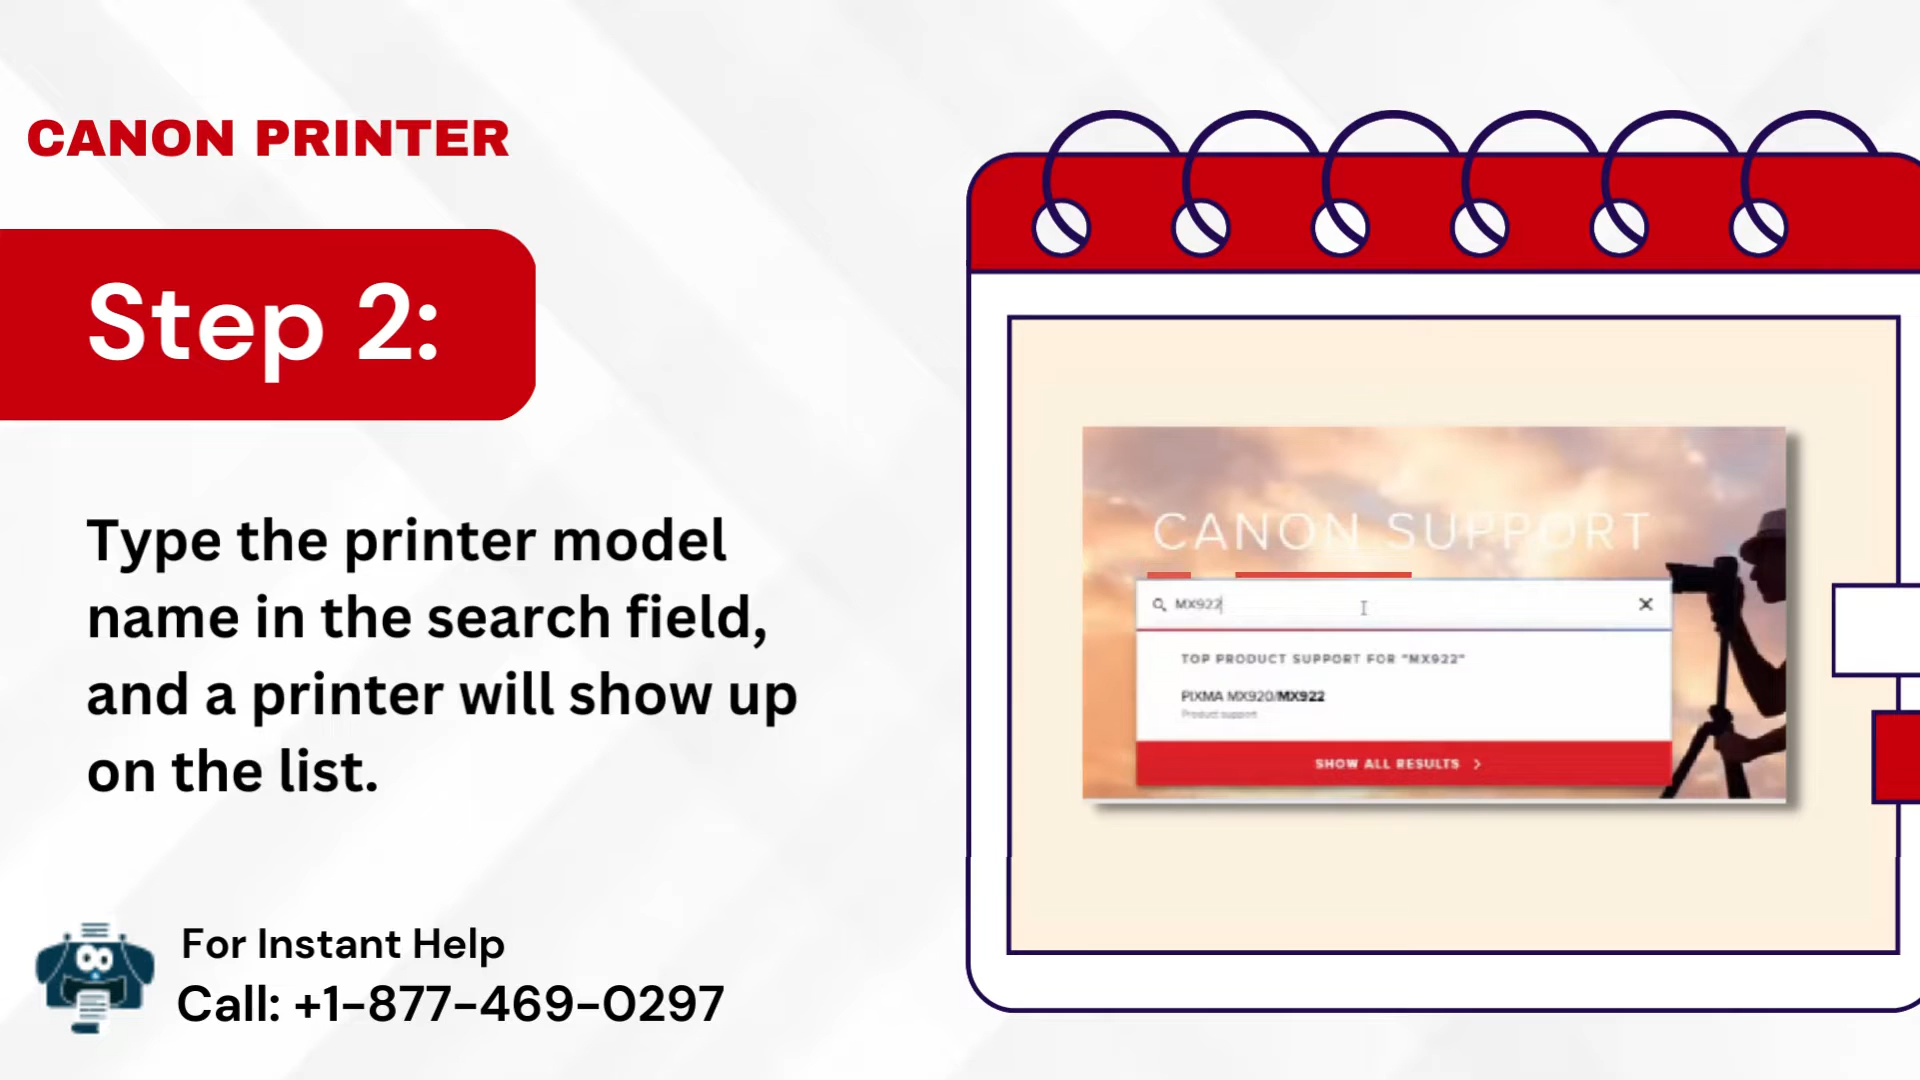 CANON PRINTER
Step 2:
Type the printer model
name in the search field,
and a printer will show up
on the list.
For Instant Help
Call: +1-877-469-0297
CANON SUPPORT
MX922
TOP PRODUCT SUPPORT FOR "MX922"
PIXMA MX920/MX922
Product support
SHOW ALL RESULTS >